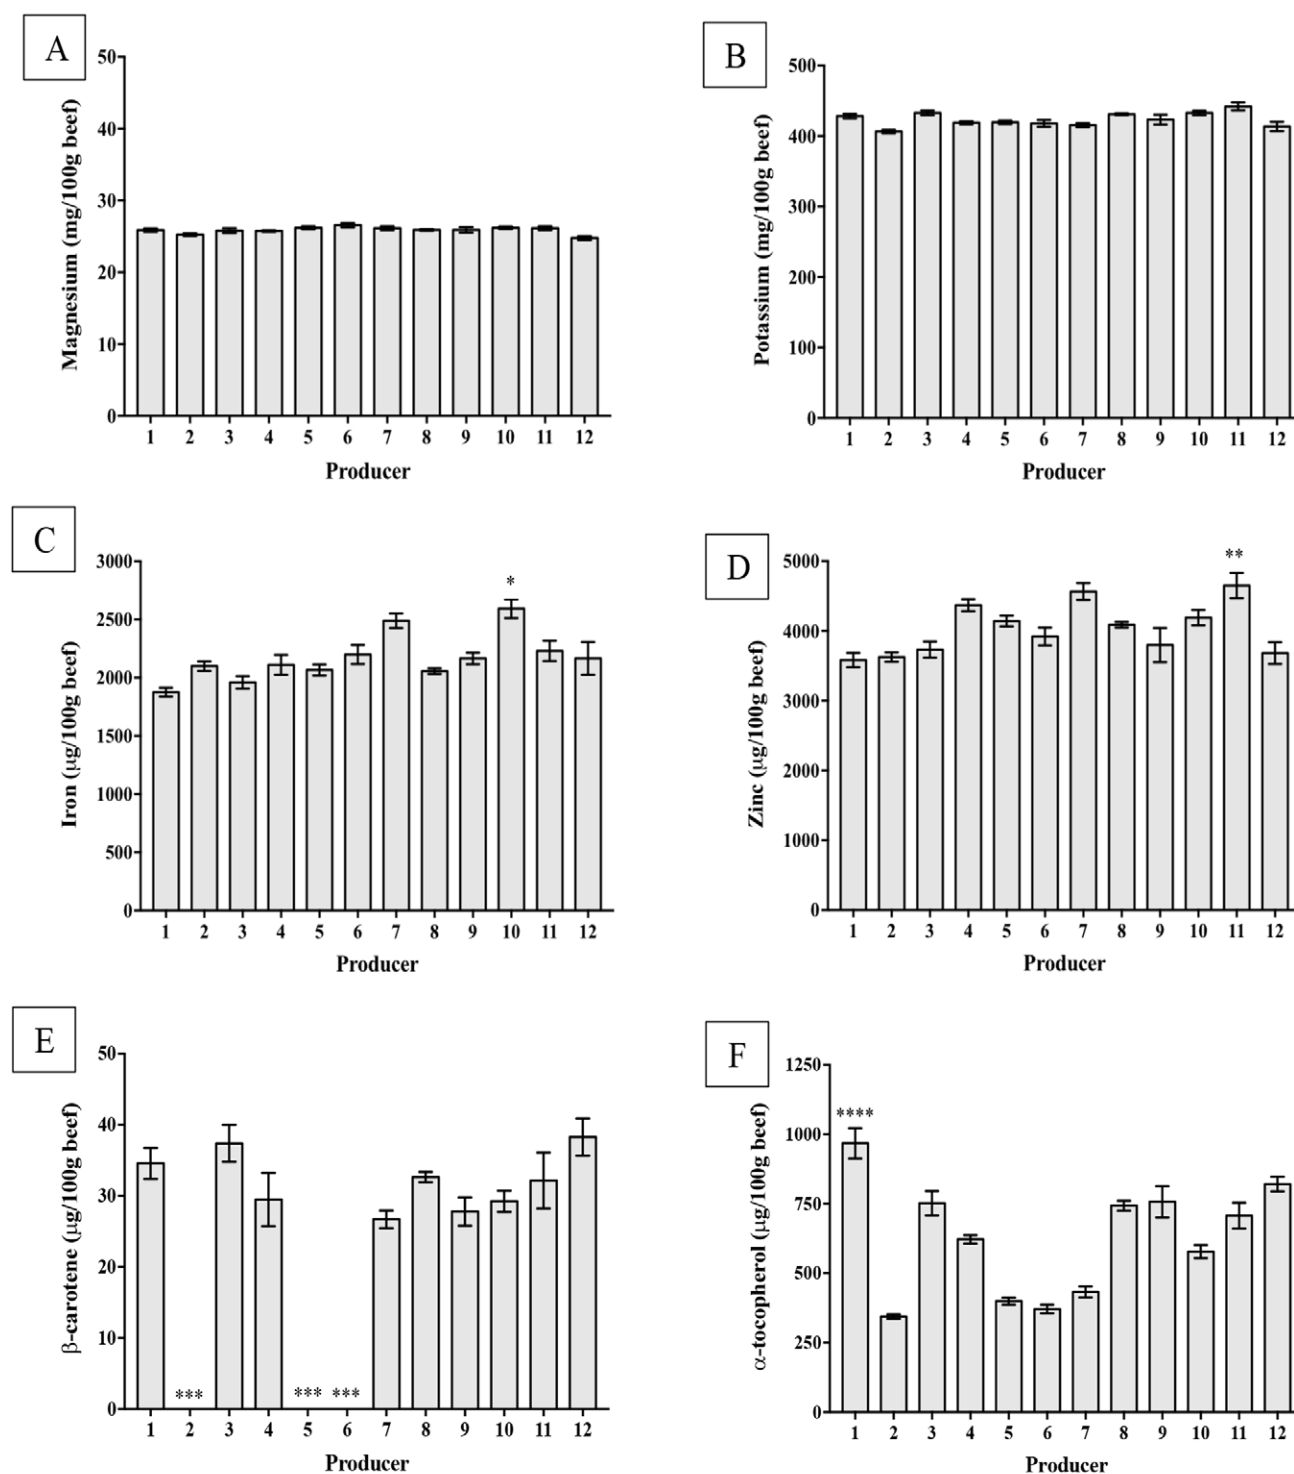 A
Magnesium (mg/100g beef)
50
40
30
20
10
0
1 2 3 4 5 6 7 8 9 10 11 12
Producer
B
Potassium (mg/100g beef)
500
400
300
200
100
0
1 2 3 4 5 6 7 8 9 10 11 12
Producer
C
Iron (μg/100g beef)
3000
2500
2000
1500
1000
500
0
*
1 2 3 4 5 6 7 8 9 10 11 12
Producer
D
Zinc (μg/100g beef)
5000
4000
3000
2000
1000
0
**
1 2 3 4 5 6 7 8 9 10 11 12
Producer
E
β-carotene (μg/100g beef)
50
40
30
20
10
0
*** *** ***
1 2 3 4 5 6 7 8 9 10 11 12
Producer
F
α-tocopherol (μg/100g beef)
1250
1000
750
500
250
0
****
1 2 3 4 5 6 7 8 9 10 11 12
Producer